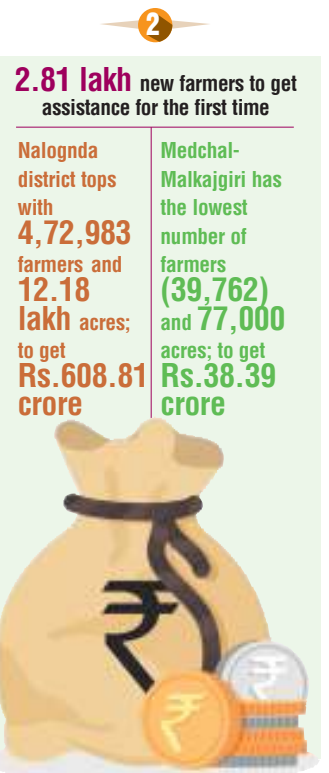 2
2.81 lakh new farmers to get
assistance for the first time
Nalognda
district tops
with
4,72,983
farmers and
12.18
lakh acres;
to get
Rs.608.81
crore
Medchal-
Malkajgiri has
the lowest
number of
farmers
(39,762)
and 77,000
acres; to get
Rs.38.39
crore
₹
₹
₹